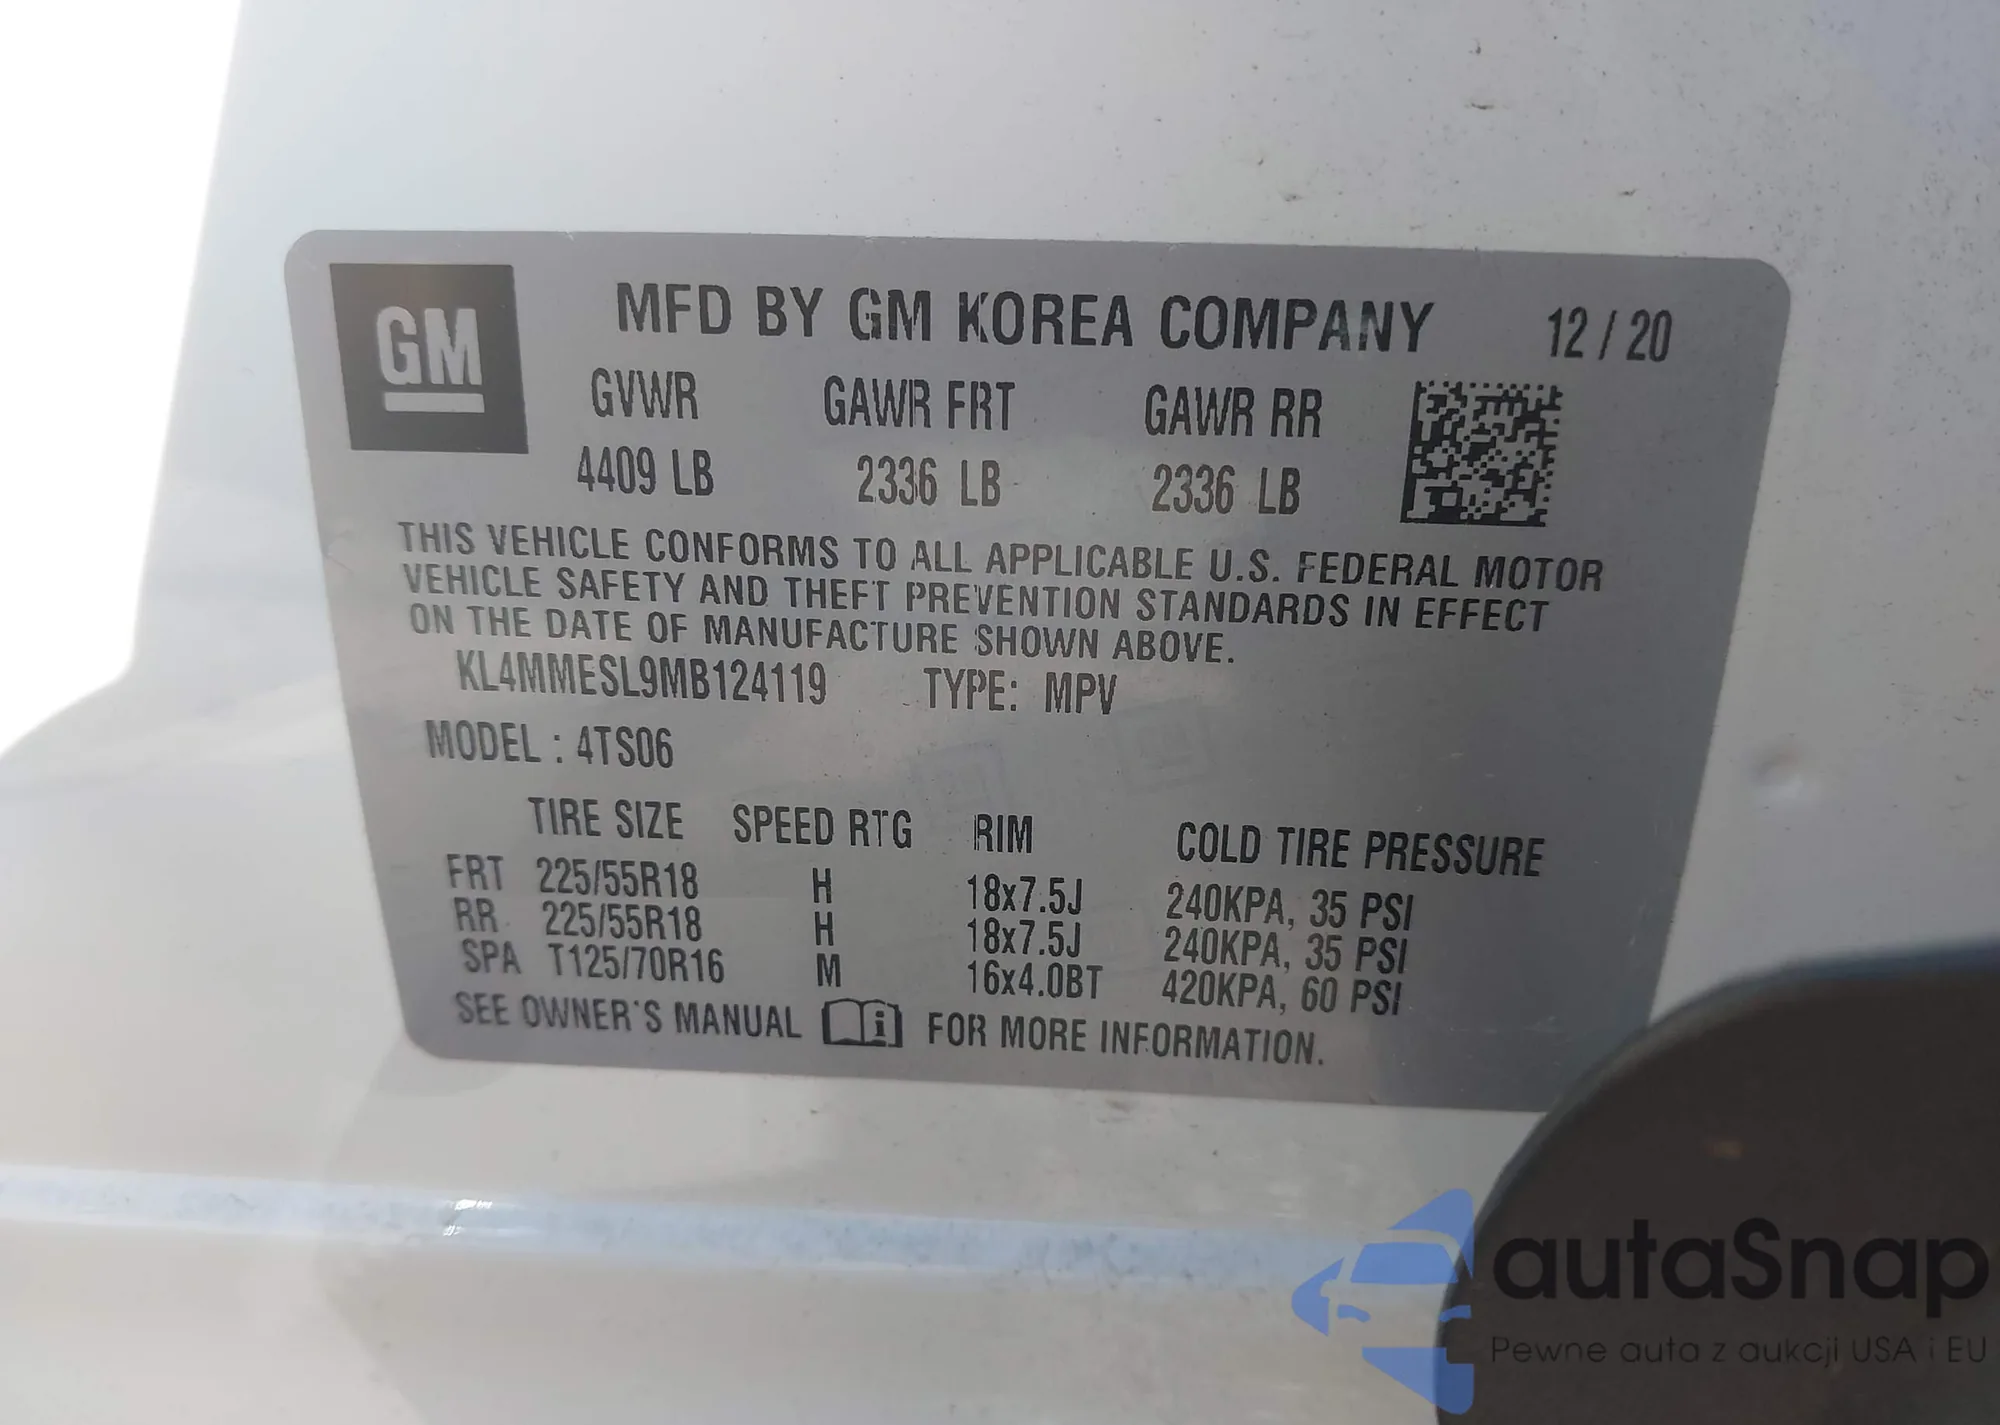 GM
MFD BY GM KOREA COMPANY 12 / 20
GVWR GAWR FRT GAWR RR
4409 LB 2336 LB 2336 LB
THIS VEHICLE CONFORMS TO ALL APPLICABLE U.S. FEDERAL MOTOR
VEHICLE SAFETY AND THEFT PREVENTION STANDARDS IN EFFECT
ON THE DATE OF MANUFACTURE SHOWN ABOVE.
KL4MMESL9MB124119 TYPE: MPV
MODEL : 4TS06
TIRE SIZE SPEED RTG RIM COLD TIRE PRESSURE
FRT 225/55R18 H 18x7.5J 240KPA, 35 PSI
RR 225/55R18 H 18x7.5J 240KPA, 35 PSI
SPA T125/70R16 M 16x4.0BT 420KPA, 60 PSI
SEE OWNER'S MANUAL i FOR MORE INFORMATION.
autaSnap
Pewne auta z aukcji USA i EU